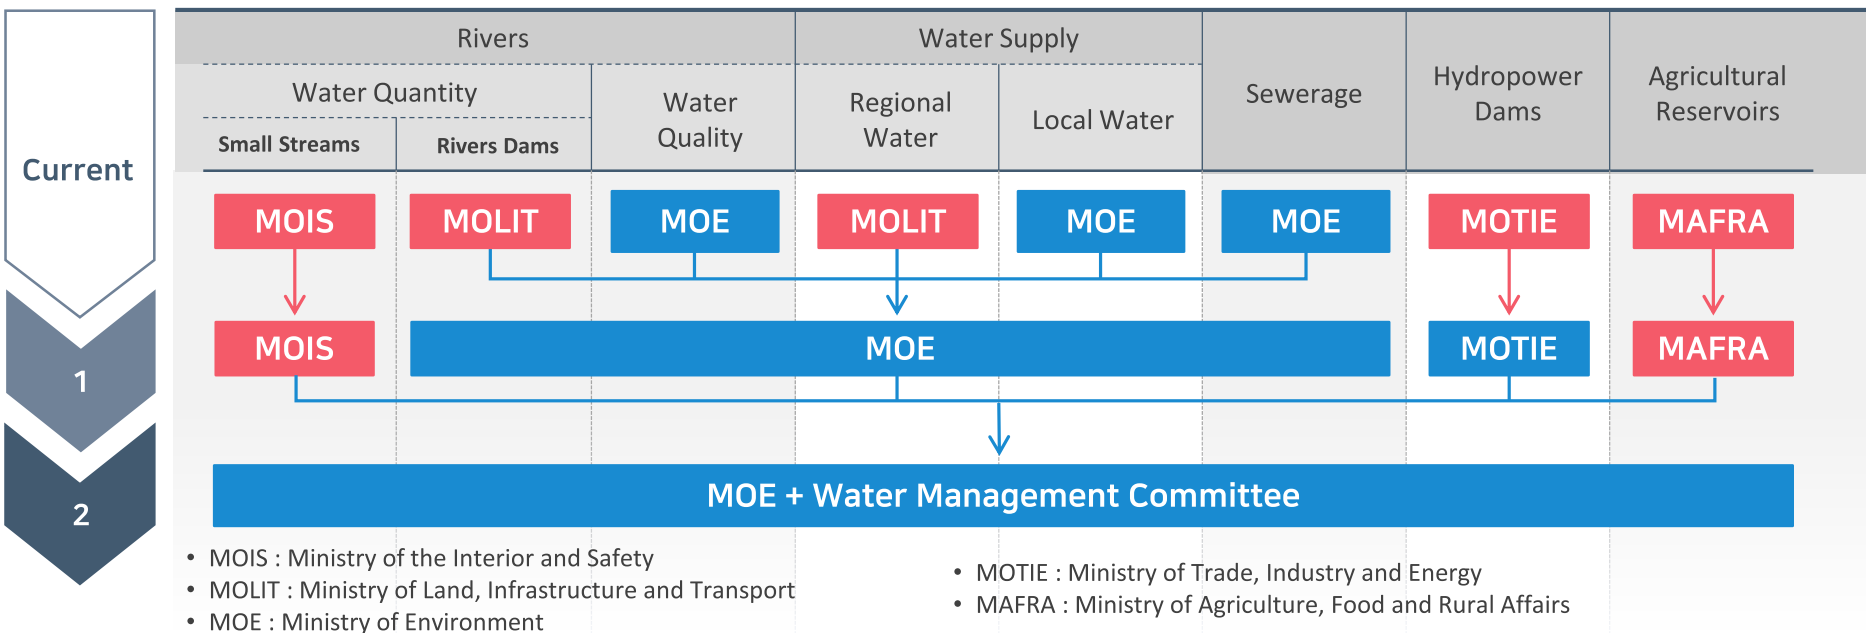 Current
Rivers
Water Supply
Sewerage
Hydropower
Dams
Agricultural
Reservoirs
Water Quantity
Water
Quality
Regional
Water
Local Water
Small Streams
Rivers Dams
MOIS
MOLIT
MOE
MOLIT
MOE
MOE
MOTIE
MAFRA
1
MOIS
MOE
MOTIE
MAFRA
2
MOE + Water Management Committee
• MOIS : Ministry of the Interior and Safety
• MOLIT : Ministry of Land, Infrastructure and Transport
• MOE : Ministry of Environment
• MOTIE : Ministry of Trade, Industry and Energy
• MAFRA : Ministry of Agriculture, Food and Rural Affairs